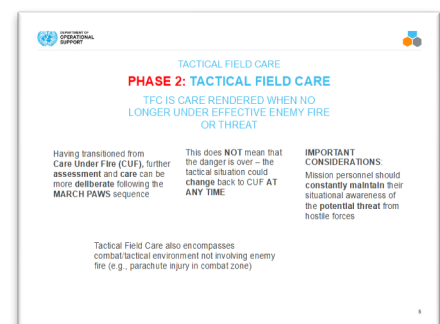 DEPARTMENT OF
OPERATIONAL
SUPPORT
TACTICAL FIELD CARE
PHASE 2: TACTICAL FIELD CARE
TFC IS CARE RENDERED WHEN NO
LONGER UNDER EFFECTIVE ENEMY FIRE
OR THREAT
Having transitioned from
Care Under Fire (CUF), further
assessment and care can be
more deliberate following the
MARCH PAWS sequence
This does NOT mean that
the danger is over – the
tactical situation could
change back to CUF AT
ANY TIME
IMPORTANT
CONSIDERATIONS:
Mission personnel should
constantly maintain their
situational awareness of
the potential threat from
hostile forces
Tactical Field Care also encompasses
combat/tactical environment not involving enemy
fire (e.g., parachute injury in combat zone)